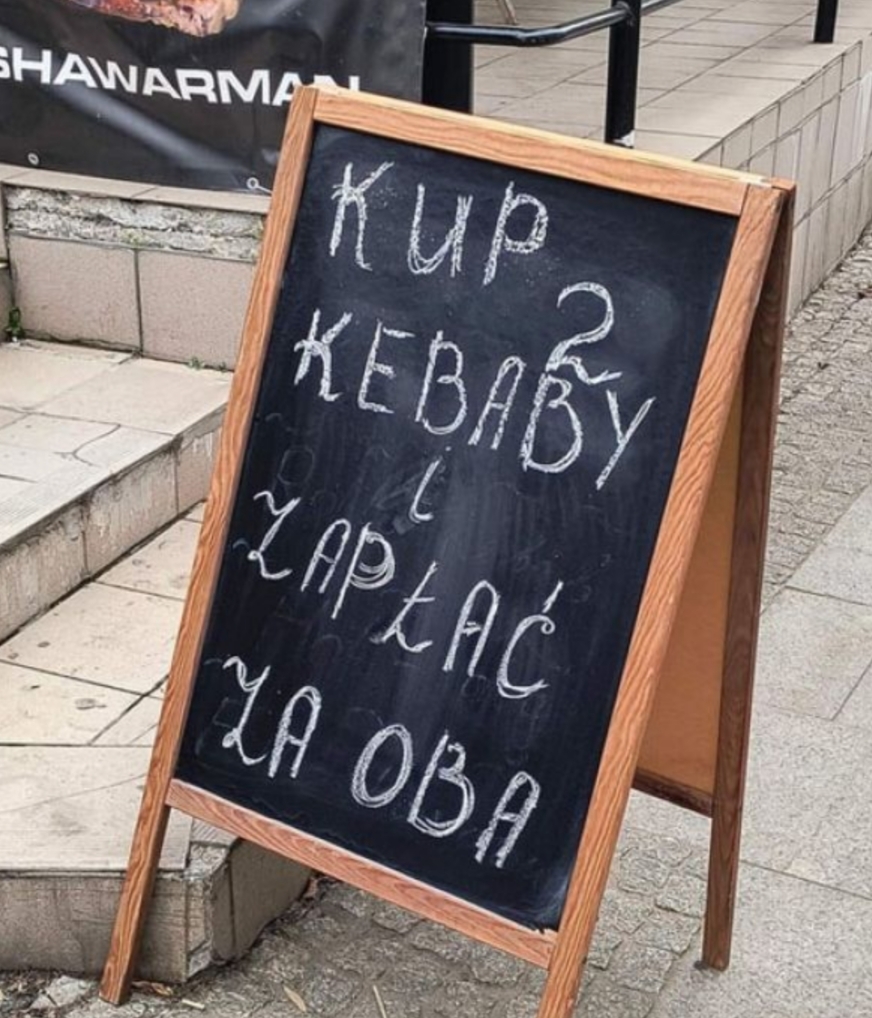 SHAWARMAN
KUP
2
KEBABY
i
ZAPŁAĆ
ZA OBA